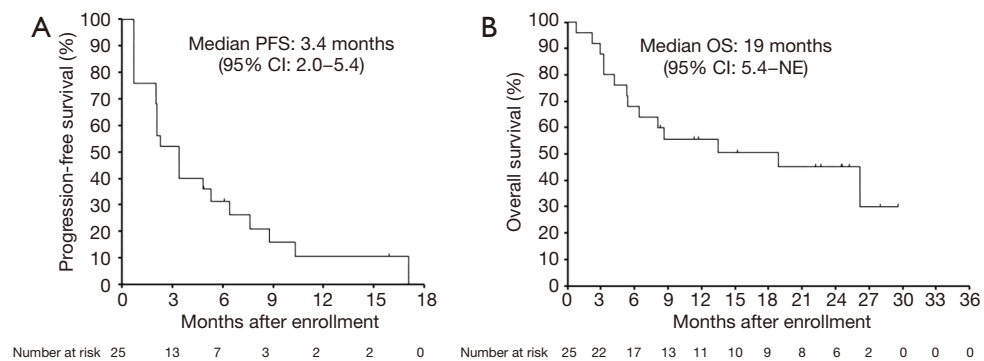 A
Median PFS: 3.4 months
(95% CI: 2.0–5.4)
Progression-free survival (%)
100
90
80
70
60
50
40
30
20
10
0
0 3 6 9 12 15 18
Months after enrollment
Number at risk 25 13 7 3 2 2 0
B
Median OS: 19 months
(95% CI: 5.4–NE)
Overall survival (%)
100
90
80
70
60
50
40
30
20
10
0
0 3 6 9 12 15 18 21 24 27 30 33 36
Months after enrollment
Number at risk 25 22 17 13 11 10 9 8 6 2 0 0 0